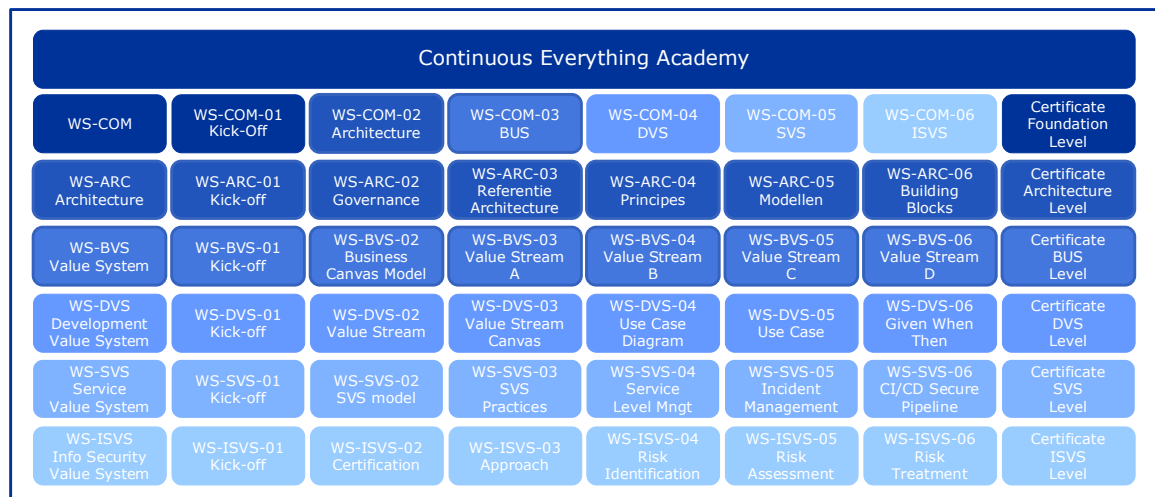 Continuous Everything Academy
WS-COM
WS-COM-01
Kick-Off
WS-COM-02
Architecture
WS-COM-03
BUS
WS-COM-04
DVS
WS-COM-05
SVS
WS-COM-06
ISVS
Certificate
Foundation
Level
WS-ARC
Architecture
WS-ARC-01
Kick-off
WS-ARC-02
Governance
WS-ARC-03
Referentie
Architecture
WS-ARC-04
Principes
WS-ARC-05
Modellen
WS-ARC-06
Building
Blocks
Certificate
Architecture
Level
WS-BVS
Value System
WS-BVS-01
Kick-off
WS-BVS-02
Business
Canvas Model
WS-BVS-03
Value Stream
A
WS-BVS-04
Value Stream
B
WS-BVS-05
Value Stream
C
WS-BVS-06
Value Stream
D
Certificate
BUS
Level
WS-DVS
Development
Value System
WS-DVS-01
Kick-off
WS-DVS-02
Value Stream
WS-DVS-03
Value Stream
Canvas
WS-DVS-04
Use Case
Diagram
WS-DVS-05
Use Case
WS-DVS-06
Given When
Then
Certificate
DVS
Level
WS-SVS
Service
Value System
WS-SVS-01
Kick-off
WS-SVS-02
SVS model
WS-SVS-03
SVS
Practices
WS-SVS-04
Service
Level Mngt
WS-SVS-05
Incident
Management
WS-SVS-06
CI/CD Secure
Pipeline
Certificate
SVS
Level
WS-ISVS
Info Security
Value System
WS-ISVS-01
Kick-off
WS-ISVS-02
Certification
WS-ISVS-03
Approach
WS-ISVS-04
Risk
Identification
WS-ISVS-05
Risk
Assessment
WS-ISVS-06
Risk
Treatment
Certificate
ISVS
Level